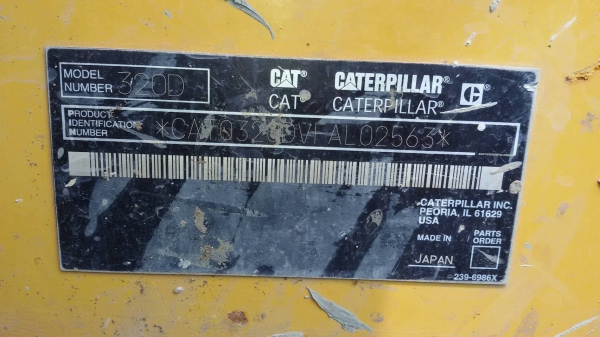 MODEL
NUMBER 320D
CAT® CATERPILLAR®
CAT® CATERPILLAR®
PRODUCT
IDENTIFICATION
NUMBER
CATERPILLAR INC.
PEORIA, IL 61629
USA
MADE IN
JAPAN
PARTS
ORDER
239-6986X